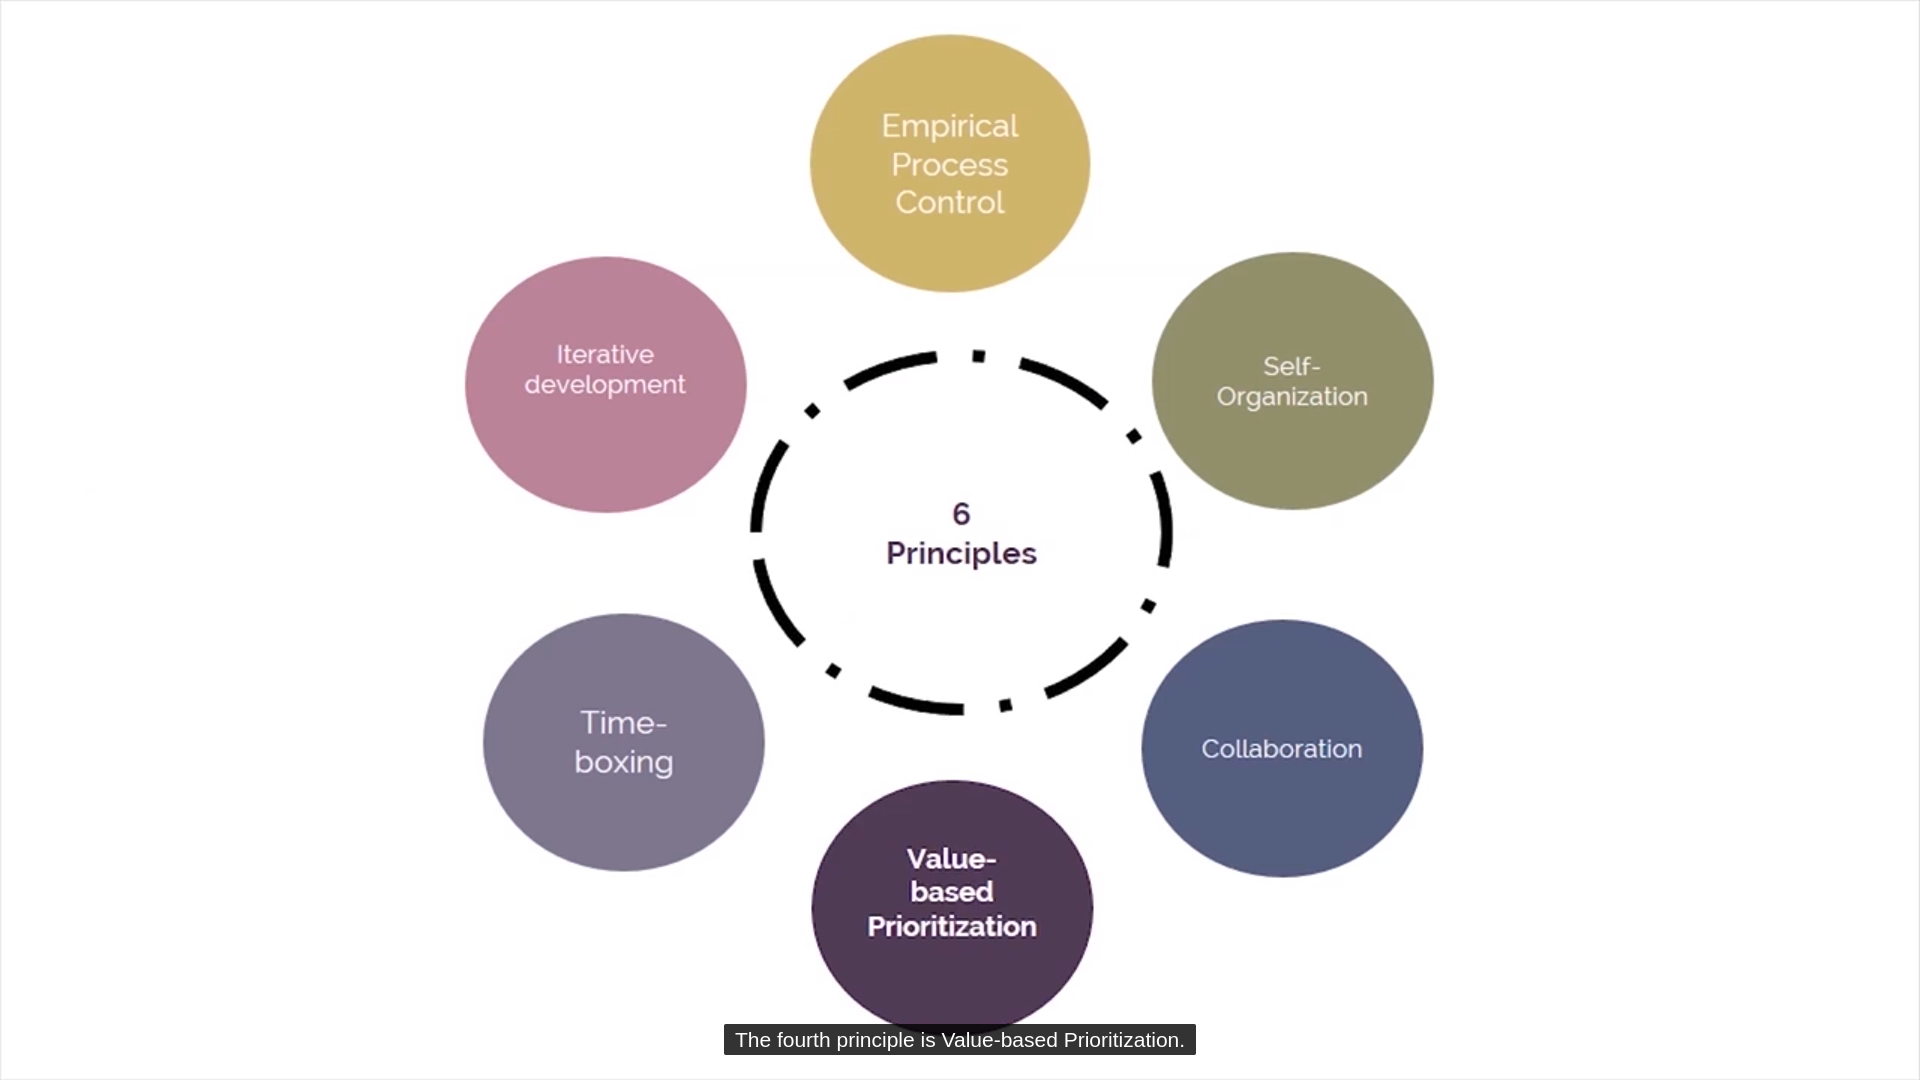 Empirical
Process
Control
Iterative
development
Self-
Organization
6
Principles
Time-
boxing
Collaboration
Value-
based
Prioritization
The fourth principle is Value-based Prioritization.